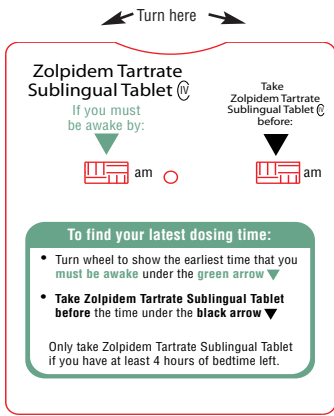 Turn here
Zolpidem Tartrate
Sublingual Tablet CIV
If you must
be awake by:
am
Take
Zolpidem Tartrate
Sublingual Tablet CIV
before:
am
To find your latest dosing time:
• Turn wheel to show the earliest time that you
must be awake under the green arrow ▼
• Take Zolpidem Tartrate Sublingual Tablet
before the time under the black arrow ▼
Only take Zolpidem Tartrate Sublingual Tablet
if you have at least 4 hours of bedtime left.